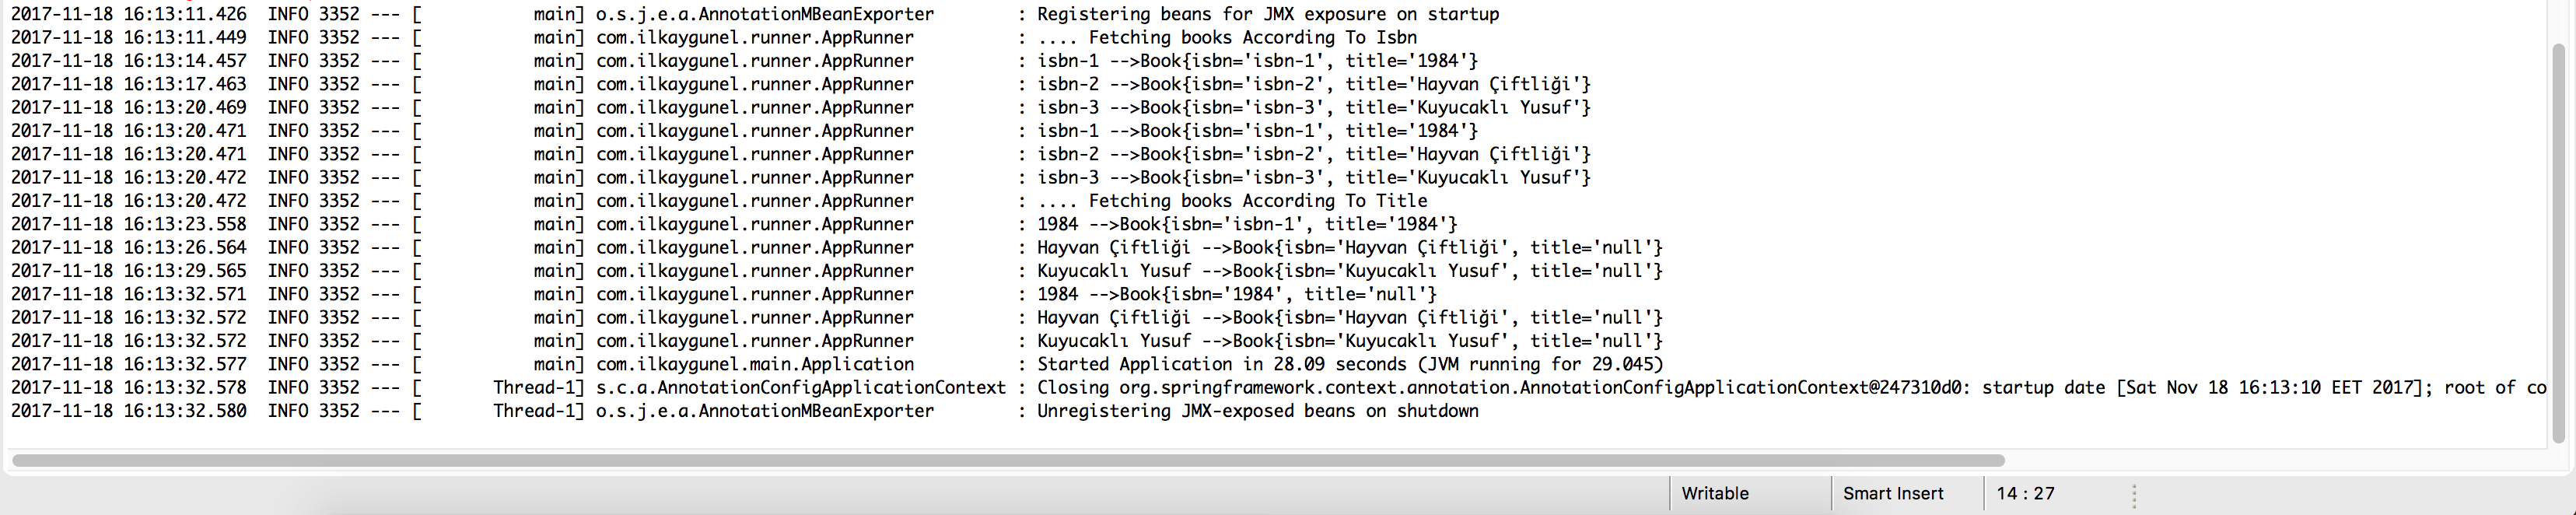 2017-11-18 16:13:11.426  INFO 3352 --- [           main] o.s.j.e.a.AnnotationMBeanExporter        : Registering beans for JMX exposure on startup
2017-11-18 16:13:11.449  INFO 3352 --- [           main] com.ilkaygunel.runner.AppRunner          : .... Fetching books According To Isbn
2017-11-18 16:13:14.457  INFO 3352 --- [           main] com.ilkaygunel.runner.AppRunner          : isbn-1 -->Book{isbn='isbn-1', title='1984'}
2017-11-18 16:13:17.463  INFO 3352 --- [           main] com.ilkaygunel.runner.AppRunner          : isbn-2 -->Book{isbn='isbn-2', title='Hayvan Çiftliği'}
2017-11-18 16:13:20.469  INFO 3352 --- [           main] com.ilkaygunel.runner.AppRunner          : isbn-3 -->Book{isbn='isbn-3', title='Kuyucaklı Yusuf'}
2017-11-18 16:13:20.471  INFO 3352 --- [           main] com.ilkaygunel.runner.AppRunner          : isbn-1 -->Book{isbn='isbn-1', title='1984'}
2017-11-18 16:13:20.471  INFO 3352 --- [           main] com.ilkaygunel.runner.AppRunner          : isbn-2 -->Book{isbn='isbn-2', title='Hayvan Çiftliği'}
2017-11-18 16:13:20.472  INFO 3352 --- [           main] com.ilkaygunel.runner.AppRunner          : isbn-3 -->Book{isbn='isbn-3', title='Kuyucaklı Yusuf'}
2017-11-18 16:13:20.472  INFO 3352 --- [           main] com.ilkaygunel.runner.AppRunner          : .... Fetching books According To Title
2017-11-18 16:13:23.558  INFO 3352 --- [           main] com.ilkaygunel.runner.AppRunner          : 1984 -->Book{isbn='isbn-1', title='1984'}
2017-11-18 16:13:26.564  INFO 3352 --- [           main] com.ilkaygunel.runner.AppRunner          : Hayvan Çiftliği -->Book{isbn='Hayvan Çiftliği', title='null'}
2017-11-18 16:13:29.565  INFO 3352 --- [           main] com.ilkaygunel.runner.AppRunner          : Kuyucaklı Yusuf -->Book{isbn='Kuyucaklı Yusuf', title='null'}
2017-11-18 16:13:32.571  INFO 3352 --- [           main] com.ilkaygunel.runner.AppRunner          : 1984 -->Book{isbn='1984', title='null'}
2017-11-18 16:13:32.572  INFO 3352 --- [           main] com.ilkaygunel.runner.AppRunner          : Hayvan Çiftliği -->Book{isbn='Hayvan Çiftliği', title='null'}
2017-11-18 16:13:32.572  INFO 3352 --- [           main] com.ilkaygunel.runner.AppRunner          : Kuyucaklı Yusuf -->Book{isbn='Kuyucaklı Yusuf', title='null'}
2017-11-18 16:13:32.577  INFO 3352 --- [           main] com.ilkaygunel.main.Application          : Started Application in 28.09 seconds (JVM running for 29.045)
2017-11-18 16:13:32.578  INFO 3352 --- [       Thread-1] s.c.a.AnnotationConfigApplicationContext : Closing org.springframework.context.annotation.AnnotationConfigApplicationContext@247310d0: startup date [Sat Nov 18 16:13:10 EET 2017]; root of co
2017-11-18 16:13:32.580  INFO 3352 --- [       Thread-1] o.s.j.e.a.AnnotationMBeanExporter        : Unregistering JMX-exposed beans on shutdown
Writable Smart Insert 14 : 27